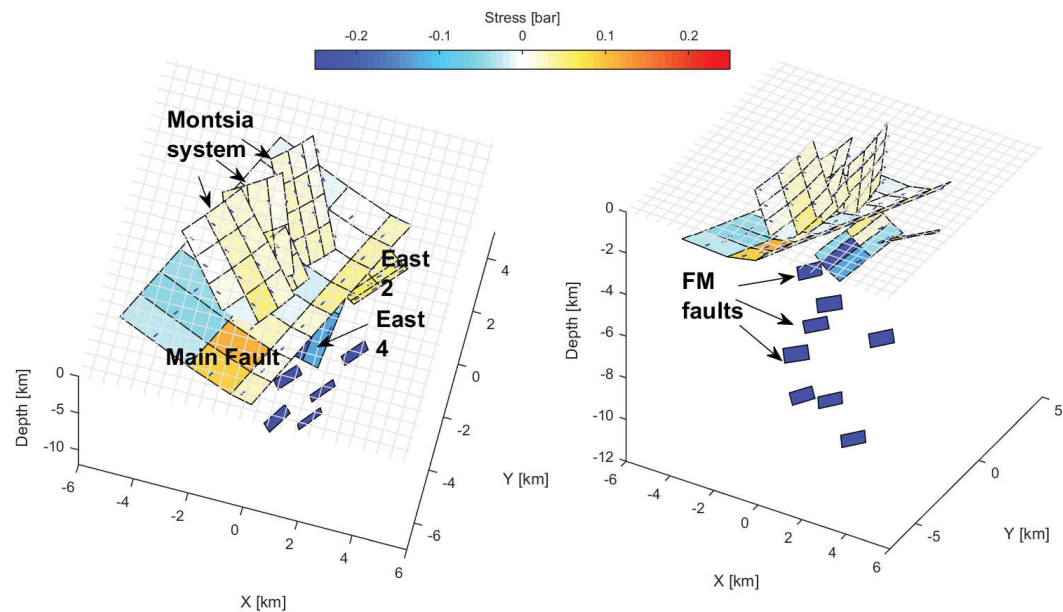 Stress [bar]
-0.2 -0.1 0 0.1 0.2
Montsia
system
East
2
East
4
Main Fault
0
-5
-10
Depth [km]
-6
-4
-2
0
2
4
6
X [km]
4
2
0
-2
-4
-6
Y [km]
FM
faults
0
-2
-4
-6
-8
-10
-12
Depth [km]
-6
-4
-2
0
2
4
6
X [km]
5
0
-5
Y [km]